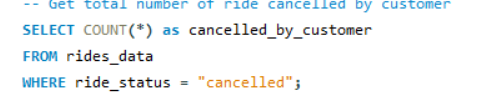 -- Get total number of ride cancelled by customer
SELECT COUNT(*) as cancelled_by_customer
FROM rides_data
WHERE ride_status = "cancelled";